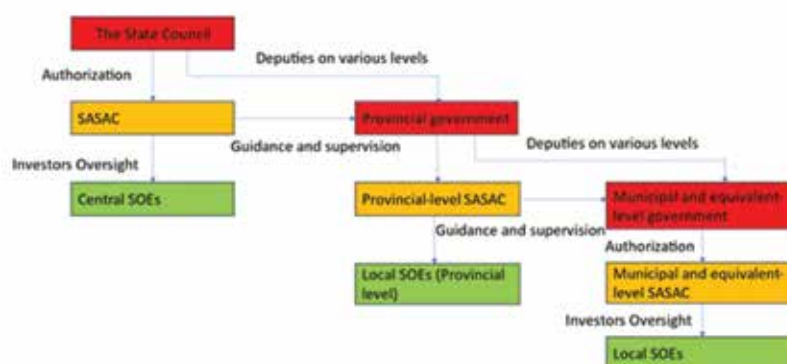 The State Council
Deputies on various levels
Authorization
SASAC
Provincial government
Guidance and supervision
Deputies on various levels
Investors Oversight
Central SOEs
Provincial-level SASAC
Municipal and equivalent-
level government
Guidance and supervision
Authorization
Local SOEs (Provincial
level)
Municipal and equivalent-
level SASAC
Investors Oversight
Local SOEs